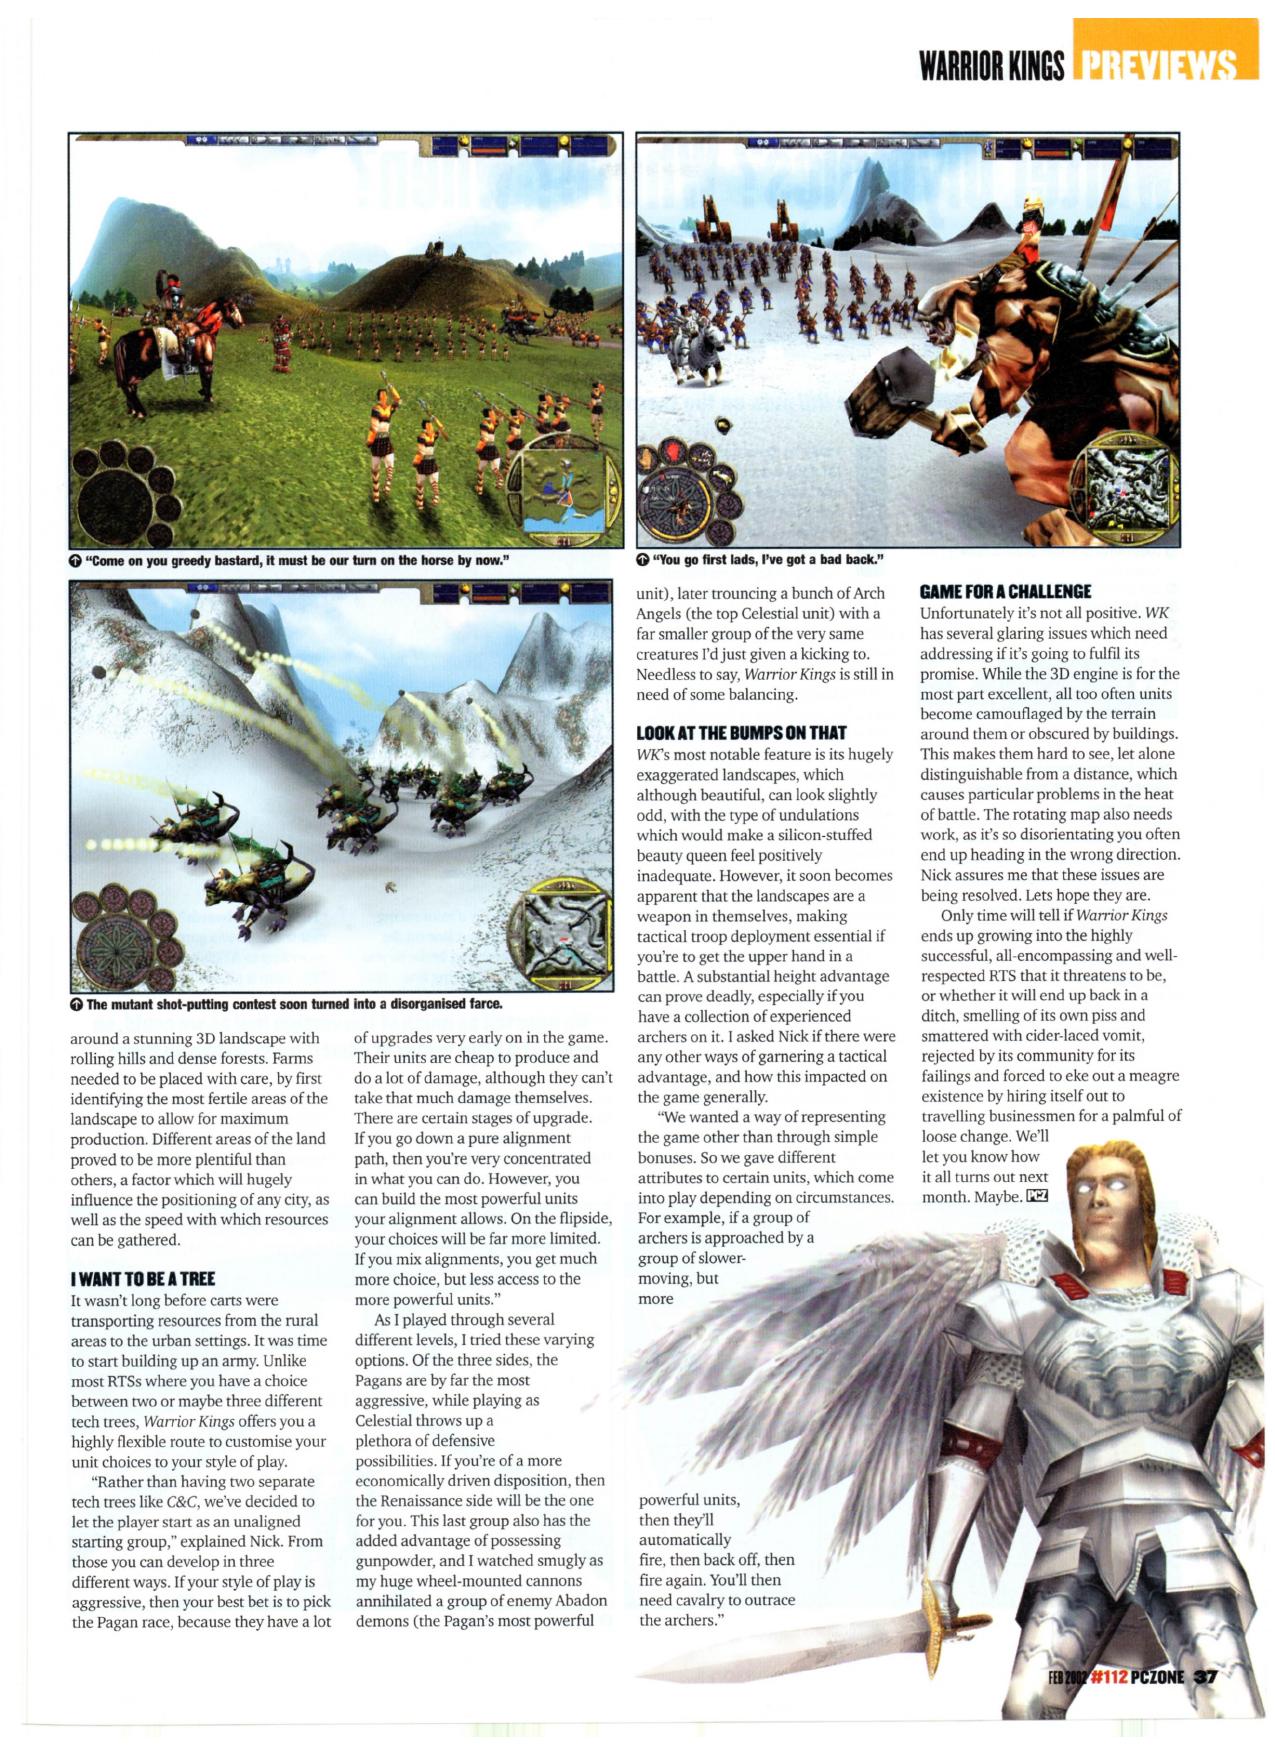 WARRIOR KINGS PREVIEWS
"Come on you greedy bastard, it must be our turn on the horse by now."
"You go first lads, I've got a bad back."
The mutant shot-putting contest soon turned into a disorganised farce.
around a stunning 3D landscape with
rolling hills and dense forests. Farms
needed to be placed with care, by first
identifying the most fertile areas of the
landscape to allow for maximum
production. Different areas of the land
proved to be more plentiful than
others, a factor which will hugely
influence the positioning of any city, as
well as the speed with which resources
can be gathered.
I WANT TO BE A TREE
It wasn't long before carts were
transporting resources from the rural
areas to the urban settings. It was time
to start building up an army. Unlike
most RTSs where you have a choice
between two or maybe three different
tech trees, Warrior Kings offers you a
highly flexible route to customise your
unit choices to your style of play.
"Rather than having two separate
tech trees like C&C, we've decided to
let the player start as an unaligned
starting group," explained Nick. From
those you can develop in three
different ways. If your style of play is
aggressive, then your best bet is to pick
the Pagan race, because they have a lot
of upgrades very early on in the game.
Their units are cheap to produce and
do a lot of damage, although they can't
take that much damage themselves.
There are certain stages of upgrade.
If you go down a pure alignment
path, then you're very concentrated
in what you can do. However, you
can build the most powerful units
your alignment allows. On the flipside,
your choices will be far more limited.
If you mix alignments, you get much
more choice, but less access to the
more powerful units."
As I played through several
different levels, I tried these varying
options. Of the three sides, the
Pagans are by far the most
aggressive, while playing as
Celestial throws up a
plethora of defensive
possibilities. If you're of a more
economically driven disposition, then
the Renaissance side will be the one
for you. This last group also has the
added advantage of possessing
gunpowder, and I watched smugly as
my huge wheel-mounted cannons
annihilated a group of enemy Abadon
demons (the Pagan's most powerful
unit), later trouncing a bunch of Arch
Angels (the top Celestial unit) with a
far smaller group of the very same
creatures I'd just given a kicking to.
Needless to say, Warrior Kings is still in
need of some balancing.
LOOK AT THE BUMPS ON THAT
WK's most notable feature is its hugely
exaggerated landscapes, which
although beautiful, can look slightly
odd, with the type of undulations
which would make a silicon-stuffed
beauty queen feel positively
inadequate. However, it soon becomes
apparent that the landscapes are a
weapon in themselves, making
tactical troop deployment essential if
you're to get the upper hand in a
battle. A substantial height advantage
can prove deadly, especially if you
have a collection of experienced
archers on it. I asked Nick if there were
any other ways of garnering a tactical
advantage, and how this impacted on
the game generally.
"We wanted a way of representing
the game other than through simple
bonuses. So we gave different
attributes to certain units, which come
into play depending on circumstances.
For example, if a group of
archers is approached by a
group of slower-
moving, but
more
powerful units,
then they'll
automatically
fire, then back off, then
fire again. You'll then
need cavalry to outrace
the archers."
GAME FOR A CHALLENGE
Unfortunately it's not all positive. WK
has several glaring issues which need
addressing if it's going to fulfil its
promise. While the 3D engine is for the
most part excellent, all too often units
become camouflaged by the terrain
around them or obscured by buildings.
This makes them hard to see, let alone
distinguishable from a distance, which
causes particular problems in the heat
of battle. The rotating map also needs
work, as it's so disorientating you often
end up heading in the wrong direction.
Nick assures me that these issues are
being resolved. Lets hope they are.
Only time will tell if Warrior Kings
ends up growing into the highly
successful, all-encompassing and well-
respected RTS that it threatens to be,
or whether it will end up back in a
ditch, smelling of its own piss and
smattered with cider-laced vomit,
rejected by its community for its
failings and forced to eke out a meagre
existence by hiring itself out to
travelling businessmen for a palmful of
loose change. We'll
let you know how
it all turns out next
month. Maybe. PCZ
FEB 2002 #112 PCZONE 37